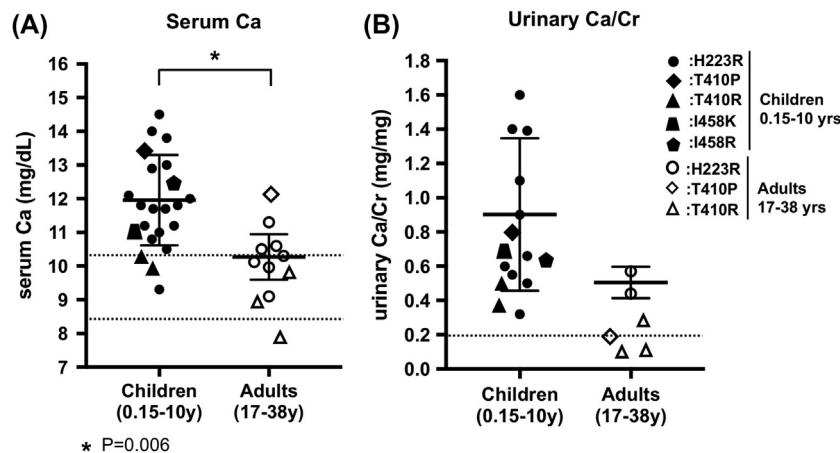 (A)
Serum Ca
*
serum Ca (mg/dL)
16
15
14
13
12
11
10
9
8
7
Children
(0.15-10y)
Adults
(17-38y)
* P=0.006
(B)
Urinary Ca/Cr
urinary Ca/Cr (mg/mg)
1.8
1.6
1.4
1.2
1.0
0.8
0.6
0.4
0.2
0.0
Children
(0.15-10y)
Adults
(17-38y)
:H223R
:T410P
:T410R
:I458K
:I458R
Children
0.15-10 yrs
:H223R
:T410P
:T410R
Adults
17-38 yrs